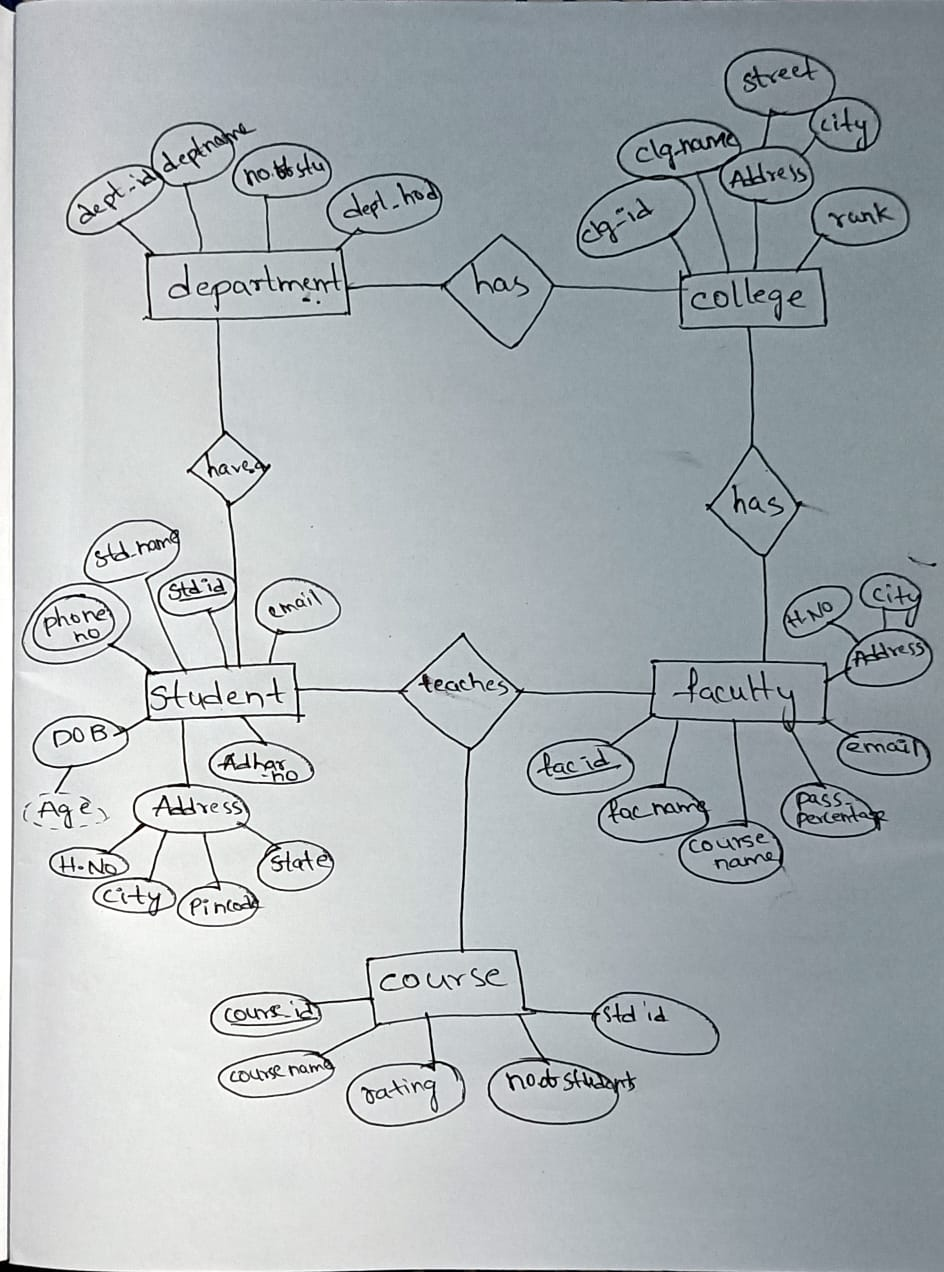 street
city
clg-name
Address
clg-id
rank
dept-id
deptname
no.of stu
dept-hod
department
has
college
have
has
std.name
Std id
email
phone
no
H.NO
City
Address
Student
teaches
faculty
DOB
Adhar
-no
fac id
email
Age
Address
fac name
pass-
percentage
course
name
H.NO
City
Pincode
State
course
course_id
std id
course name
rating
no of students